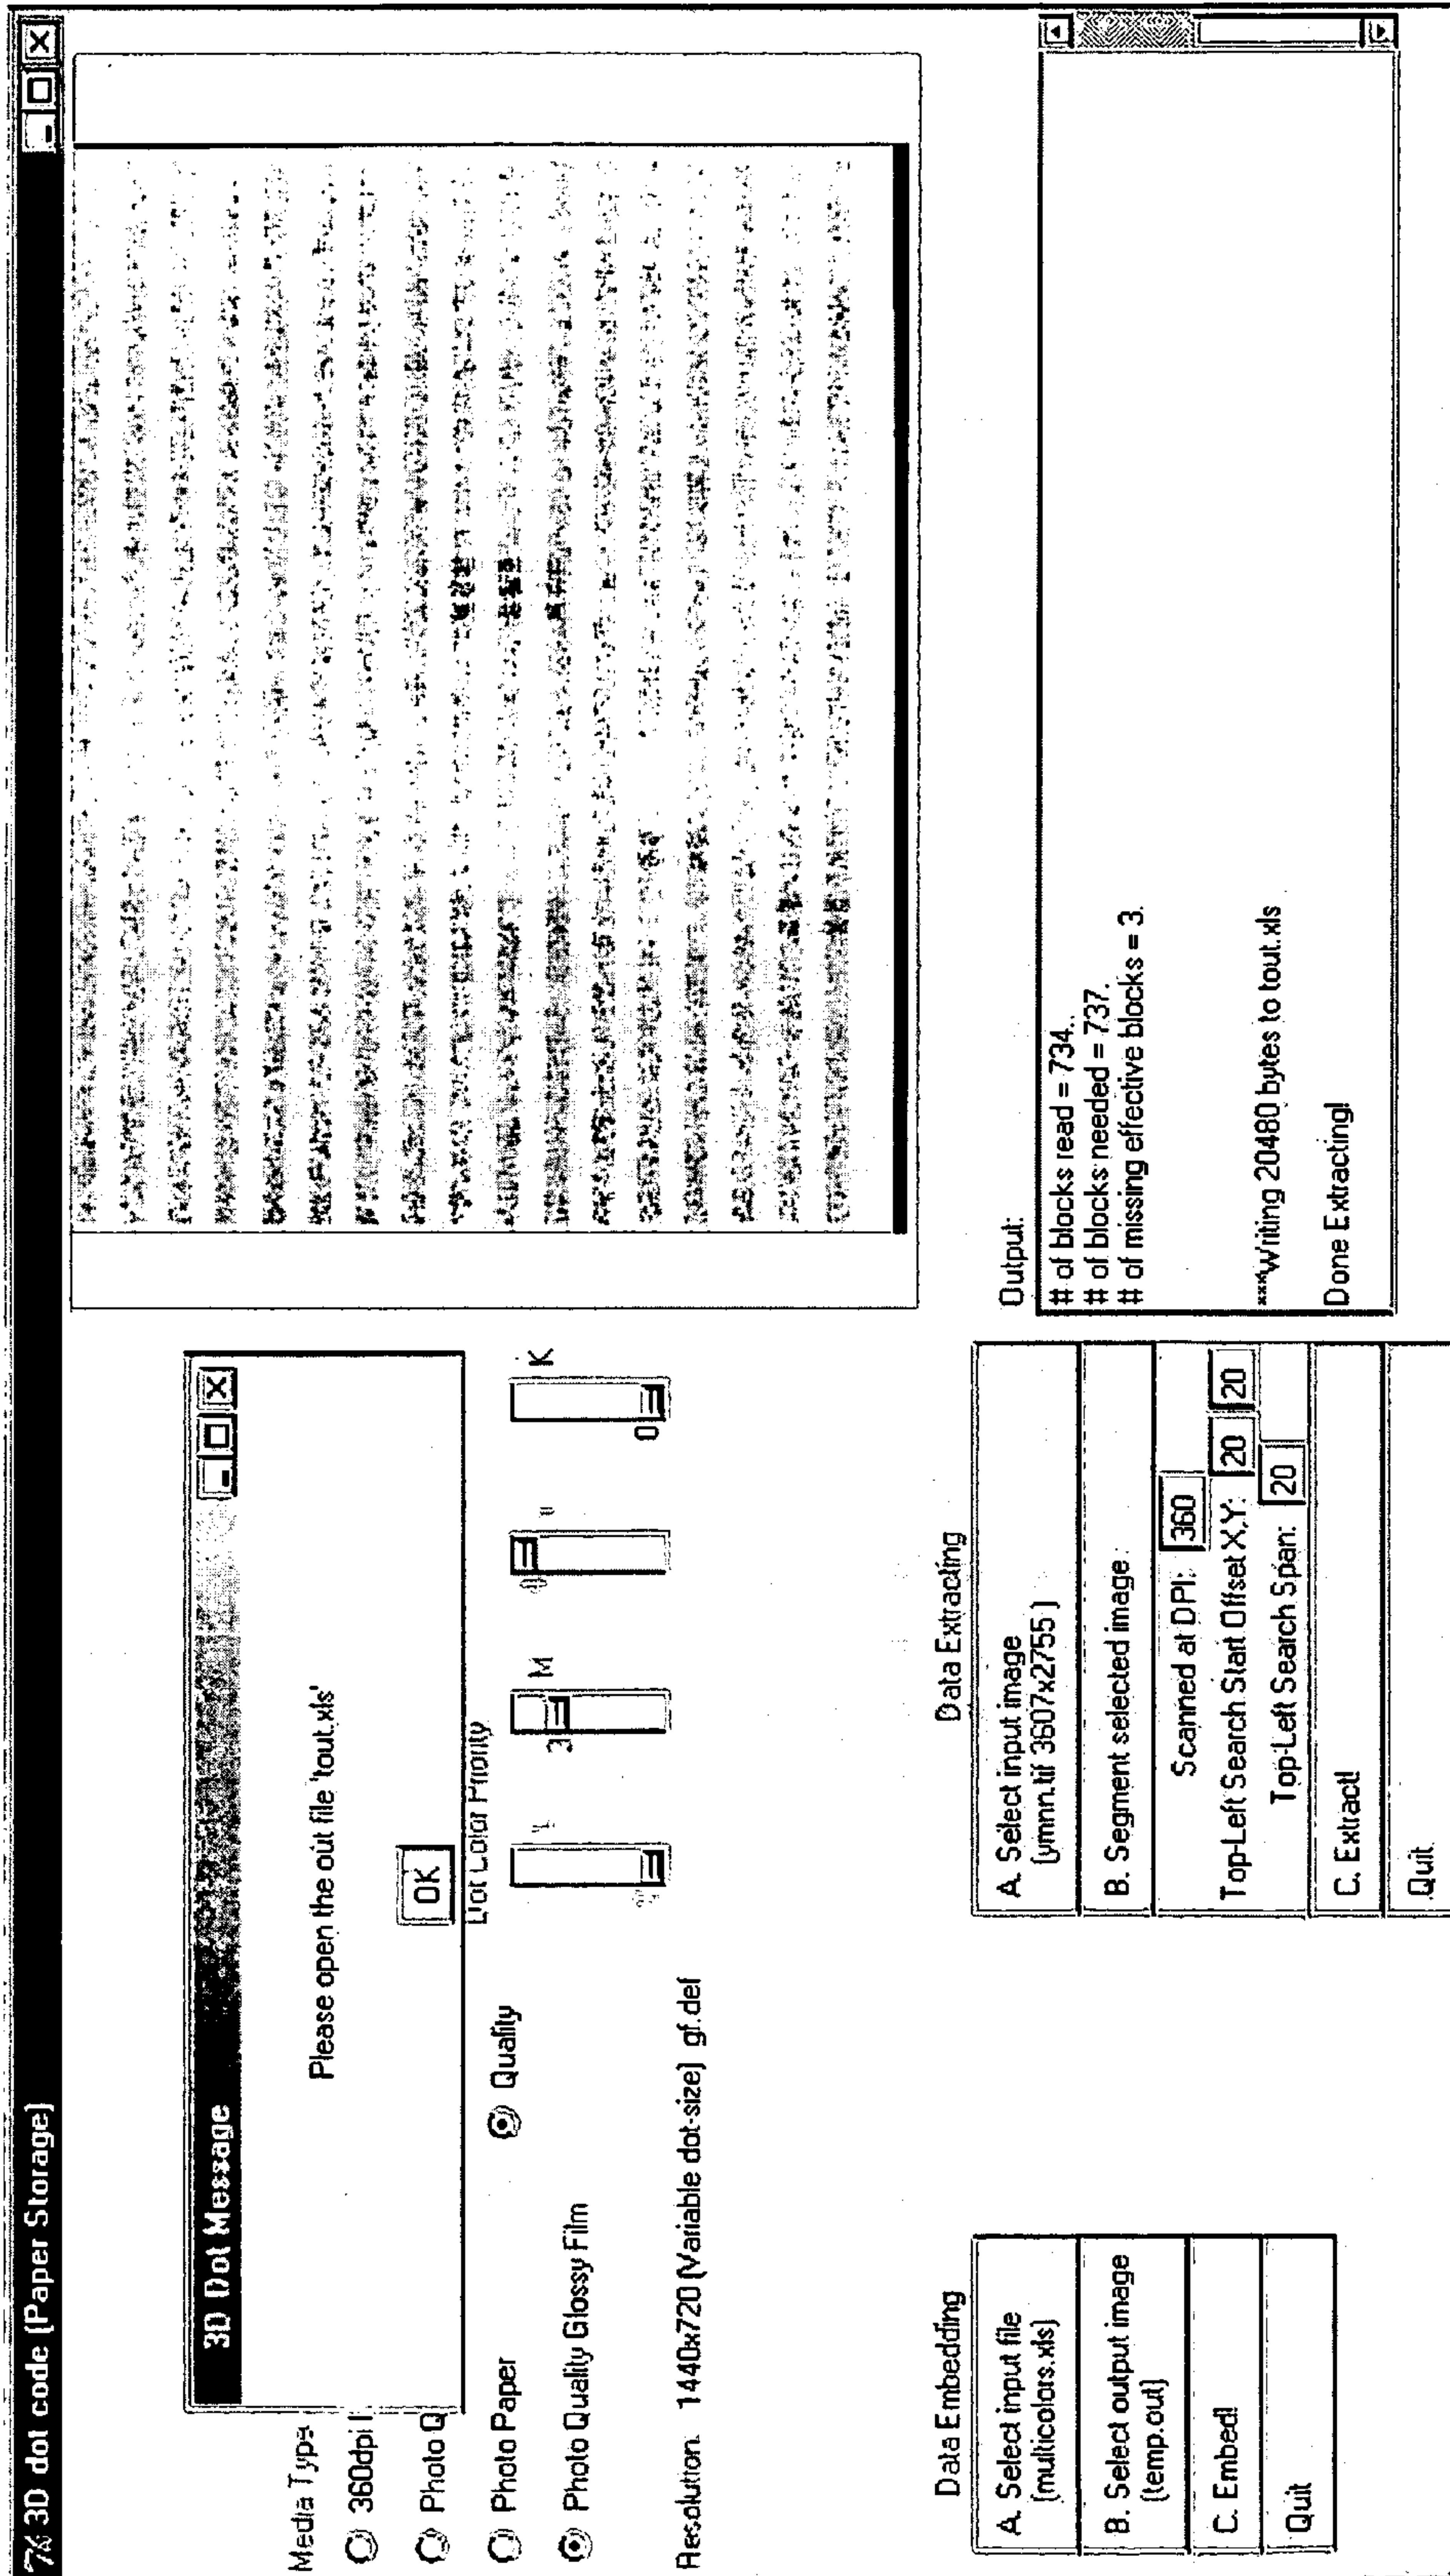 3D dot code (Paper Storage)
3D Dot Message
Please open the out file 'tout.xls'
OK
Media Type
360dpi
Photo Q
Photo Paper
Quality
Photo Quality Glossy Film
Dot Color Priority
M
K
3
0
0
Resolution. 1440x720 (Variable dot-size) gf.def
Data Embedding
A. Select input file
(multicolors.xls)
B. Select output image
(temp.out)
C. Embed!
Quit
Data Extracting
A. Select input image
(ymnn.tif 3607x2755 )
B. Segment selected image :
Scanned at DPI: 360
Top-Left Search Start Offset X,Y: 20 20
Top-Left Search Span: 20
C. Extract!
Quit
Output:
# of blocks read = 734..
# of blocks needed = 737.
# of missing effective blocks = 3.
***Writing 20480 bytes to tout.xls
Done Extracting!